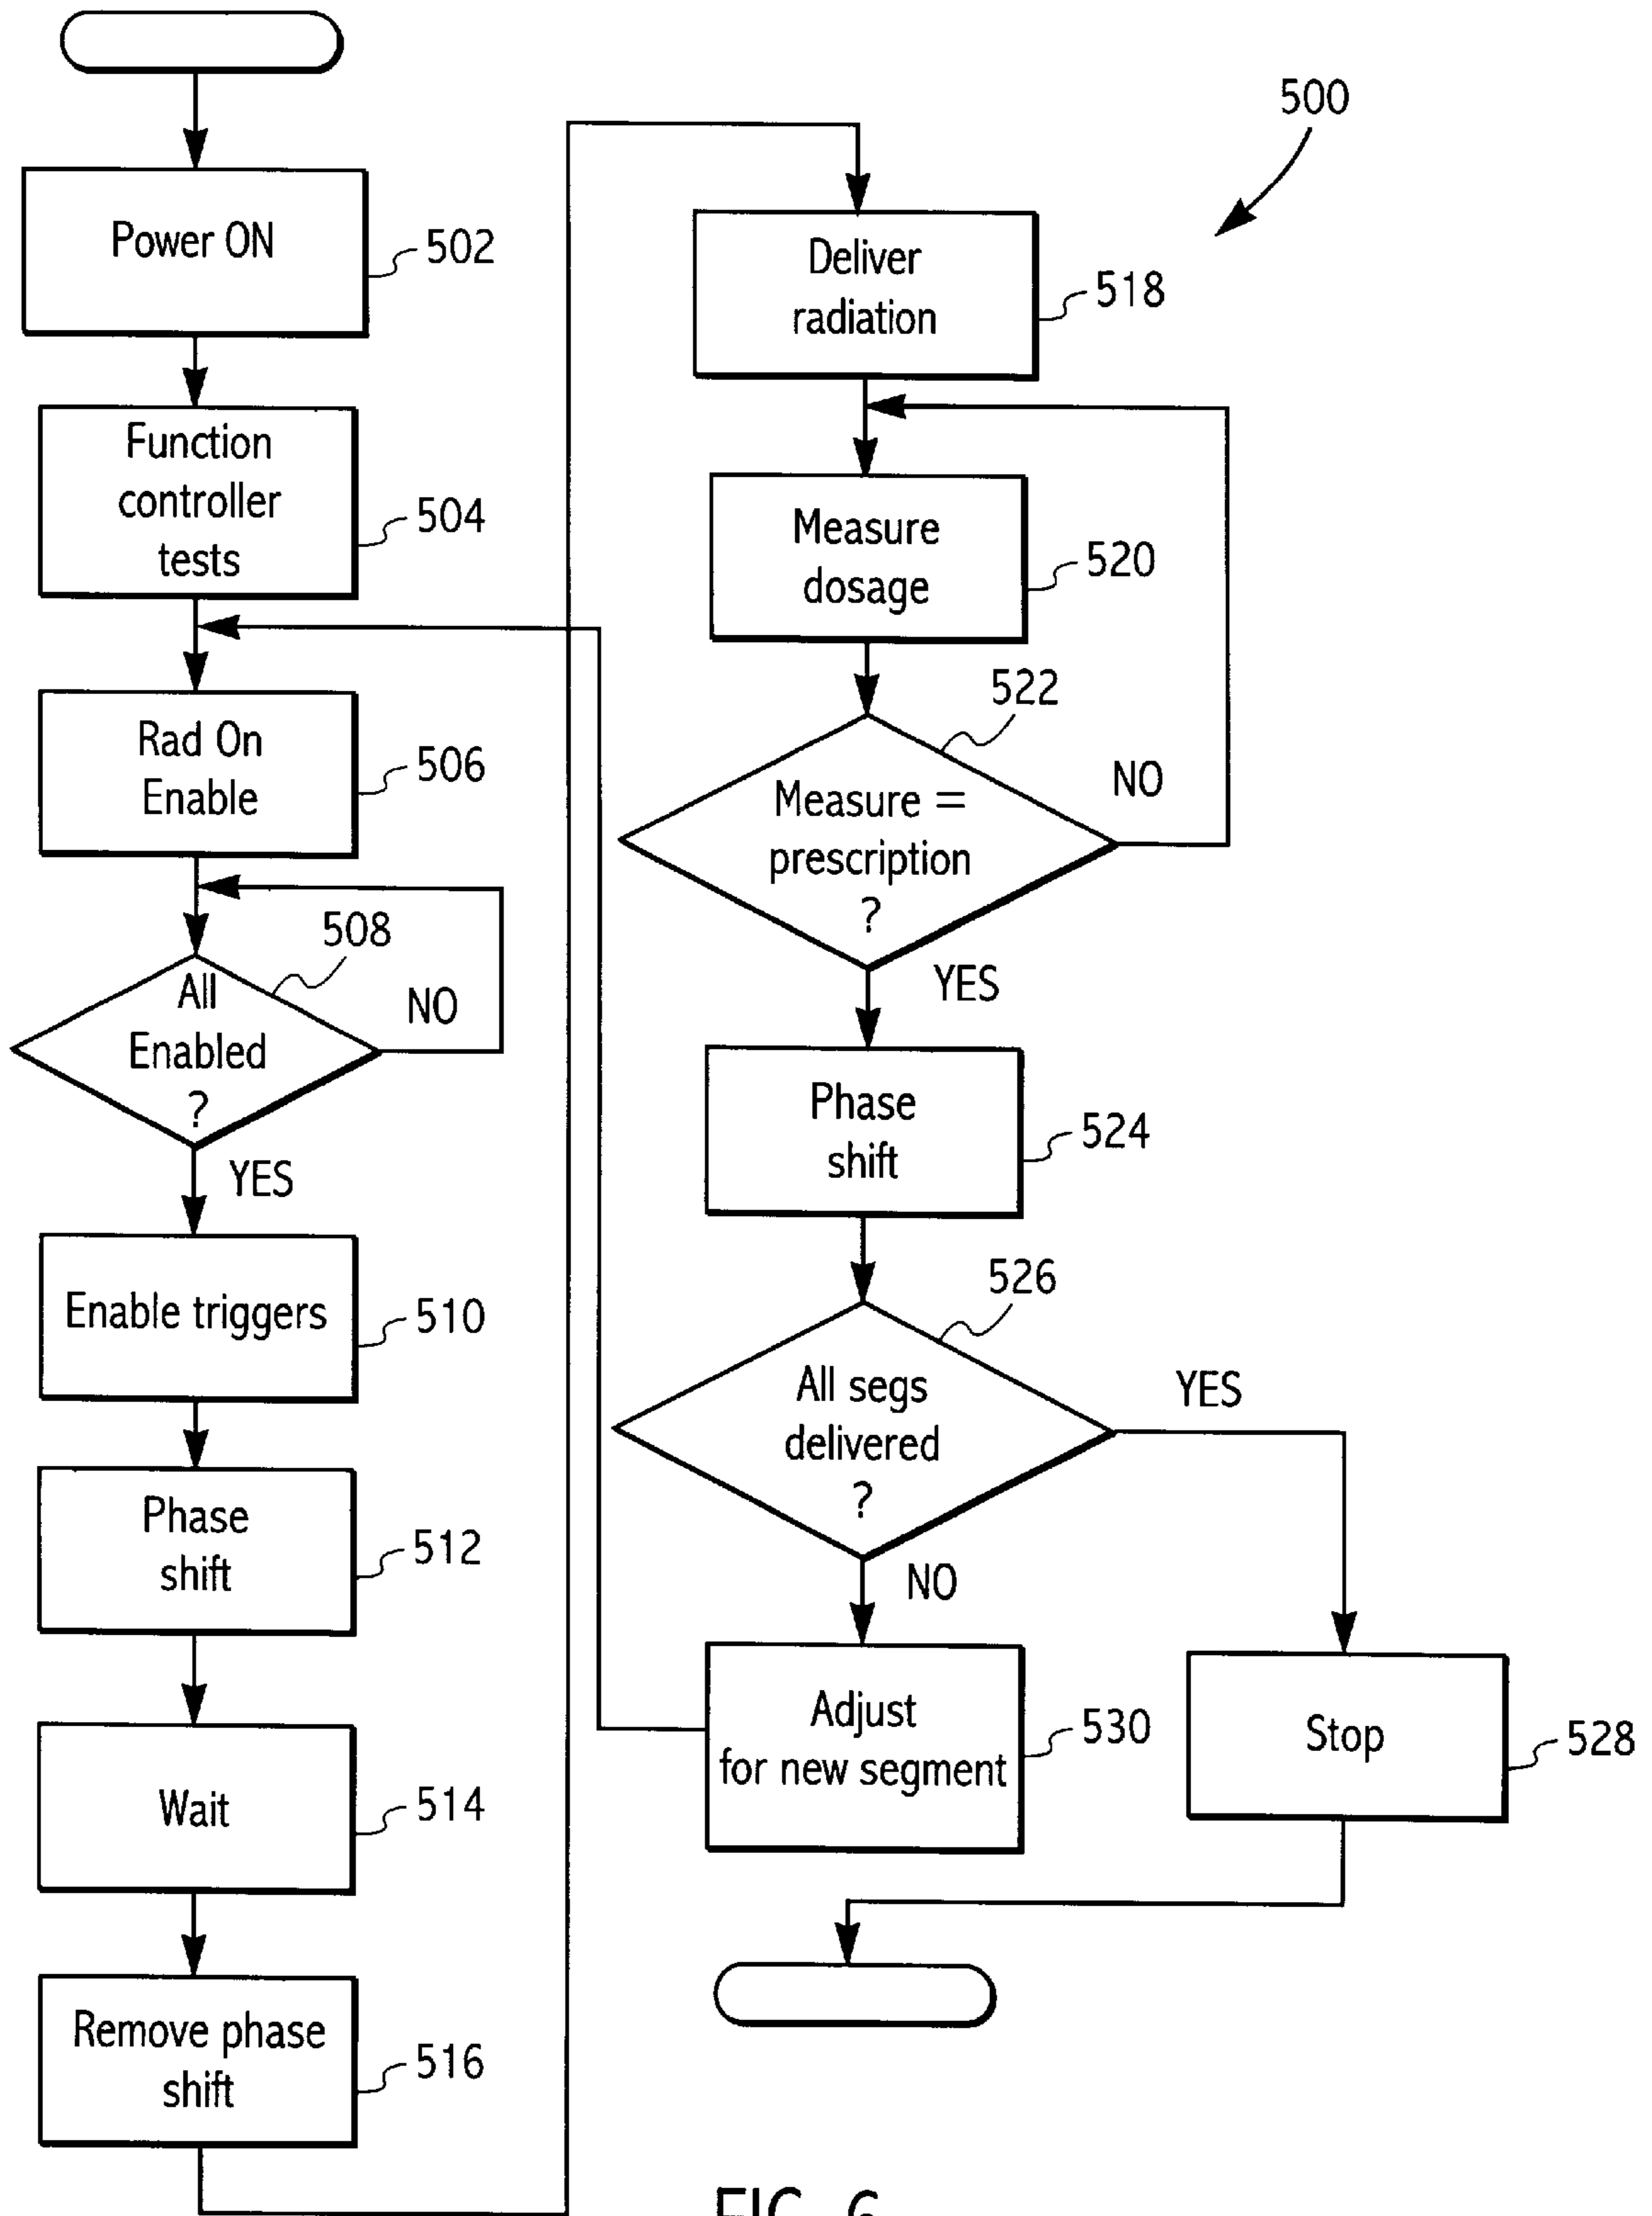 500
Power ON
502
Function
controller
tests
504
Rad On
Enable
506
All
Enabled
?
508
NO
YES
Enable triggers
510
Phase
shift
512
Wait
514
Remove phase
shift
516
Deliver
radiation
518
Measure
dosage
520
Measure =
prescription
?
522
NO
YES
Phase
shift
524
All segs
delivered
?
526
YES
NO
Adjust
for new segment
530
Stop
528
FIG. 6